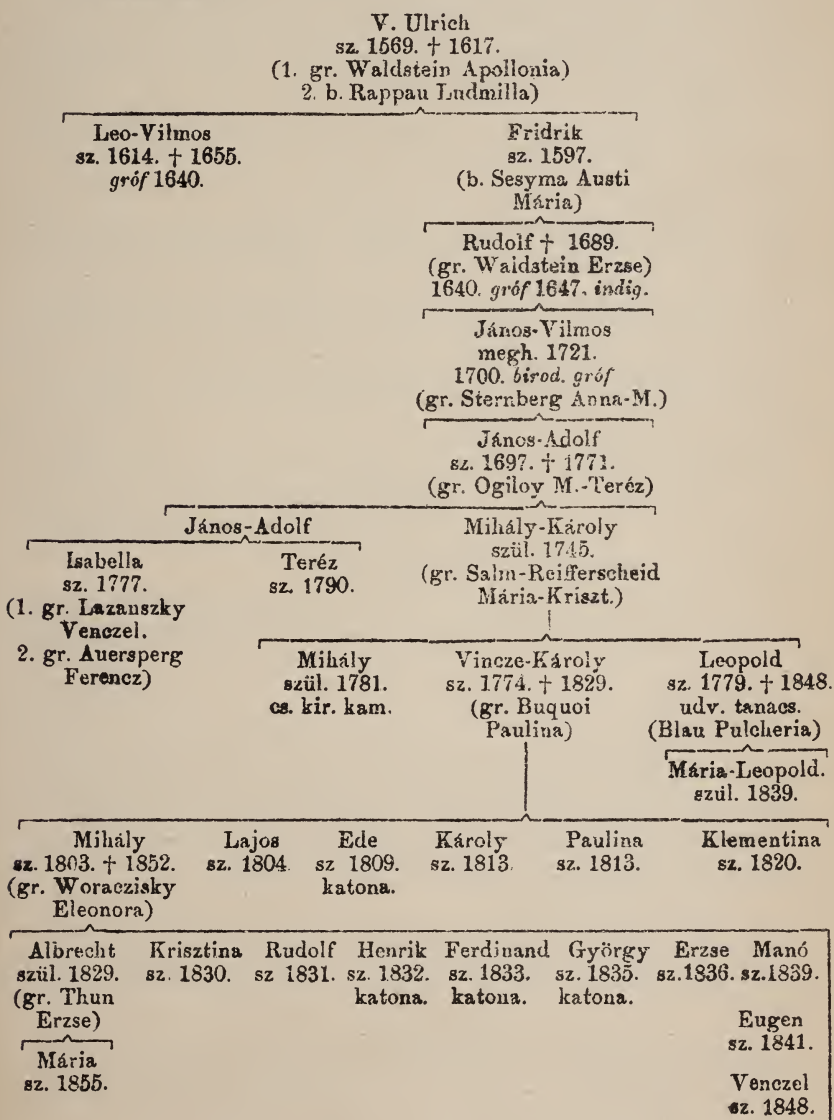 V. Ulrich
sz. 1569. † 1617.
(1. gr. Waldstein Apollonia)
2. b. Rappau Ludmilla)
Leo-Vilmos
sz. 1614. † 1655.
gróf 1640.
Fridrik
sz. 1597.
(b. Sesyma Austi
Mária)
Rudolf † 1689.
(gr. Waldstein Erzse)
1640. gróf 1647. indig.
János-Vilmos
megh. 1721.
1700. birod. gróf
(gr. Sternberg Anna-M.)
János-Adolf
sz. 1697. † 1771.
(gr. Ogiloy M.-Teréz)
János-Adolf
Isabella
sz. 1777.
(1. gr. Lazanszky
Venczel.
2. gr. Auersperg
Ferencz)
Teréz
sz. 1790.
Mihály-Károly
szül. 1745.
(gr. Salm-Reifferscheid
Mária-Kriszt.)
Mihály
szül. 1781.
cs. kir. kam.
Vincze-Károly
sz. 1774. † 1829.
(gr. Buquoi
Paulina)
Leopold
sz. 1779. † 1848.
udv. tanacs.
(Blau Pulcheria)
Mária-Leopold.
szül. 1839.
Mihály
sz. 1803. † 1852.
(gr. Woraczisky
Eleonora)
Lajos
sz. 1804.
Ede
sz 1809.
katona.
Károly
sz. 1813.
Paulina
sz. 1813.
Klementina
sz. 1820.
Albrecht
szül. 1829.
(gr. Thun
Erzse)
Mária
sz. 1855.
Krisztina
sz. 1830.
Rudolf
sz 1831.
Henrik
sz. 1832.
katona.
Ferdinand
sz. 1833.
katona.
György
sz. 1835.
katona.
Erzse
sz.1836.
Manó
sz.1839.
Eugen
sz. 1841.
Venczel
sz. 1848.